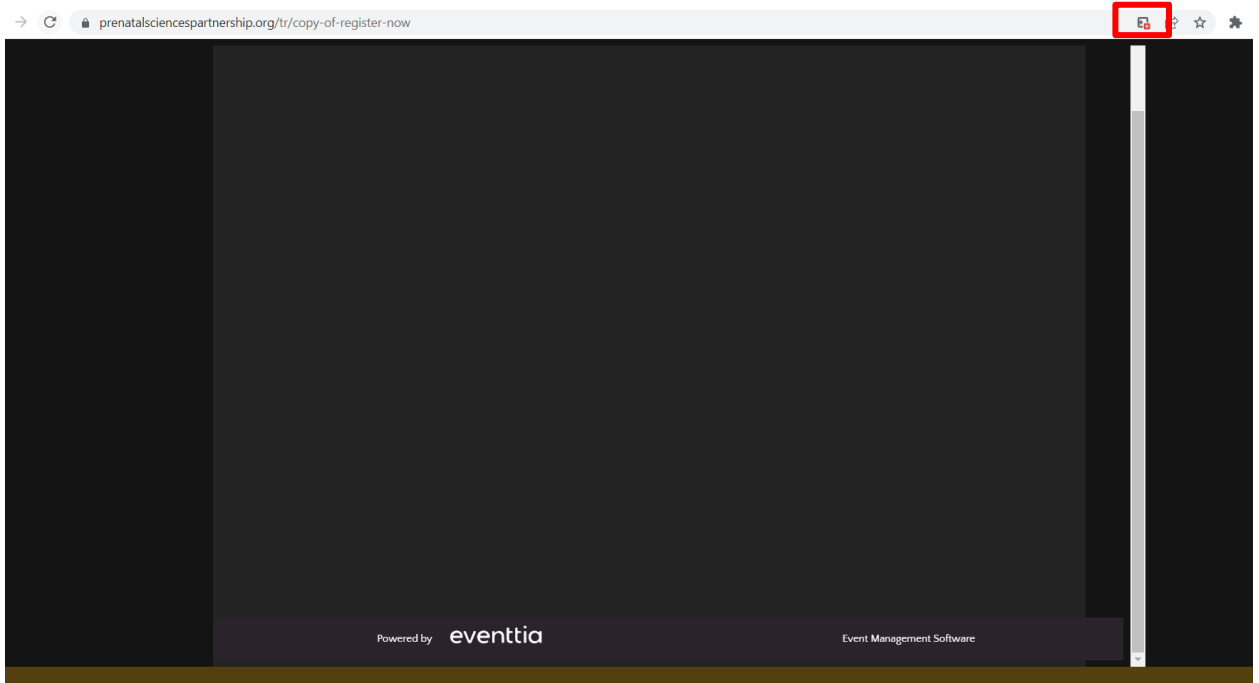 prenatalsciencespartnership.org/tr/copy-of-register-now
Powered by eventtia
Event Management Software